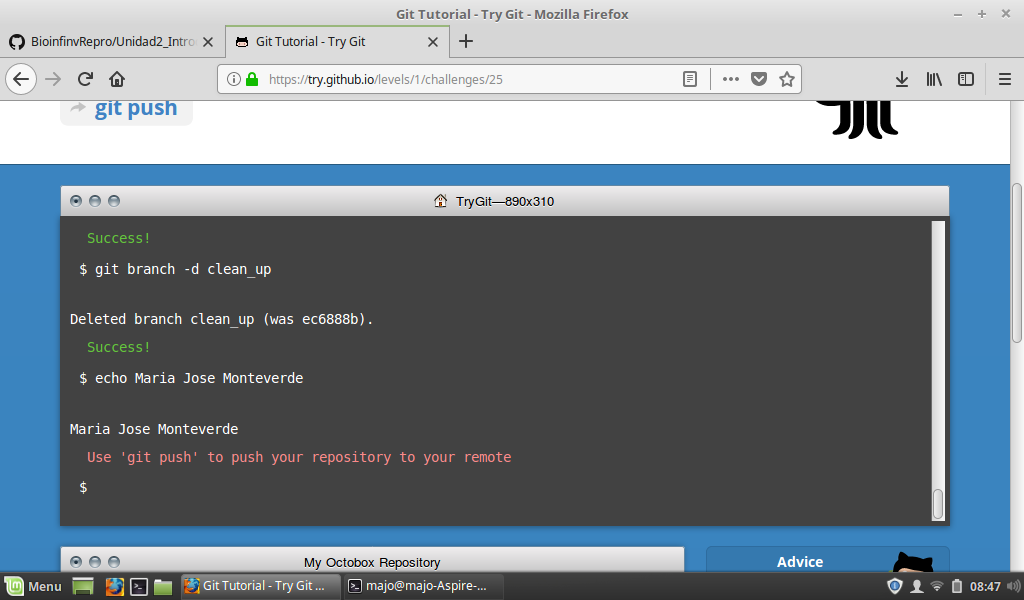 Git Tutorial - Try Git - Mozilla Firefox
BioinfinvRepro/Unidad2_Intro
Git Tutorial - Try Git
https://try.github.io/levels/1/challenges/25
git push
TryGit—890x310
Success!
$ git branch -d clean_up
Deleted branch clean_up (was ec6888b).
Success!
$ echo Maria Jose Monteverde
Maria Jose Monteverde
Use 'git push' to push your repository to your remote
$
My Octobox Repository
Advice
Menu
Git Tutorial - Try Git ...
majo@majo-Aspire-...
08:47